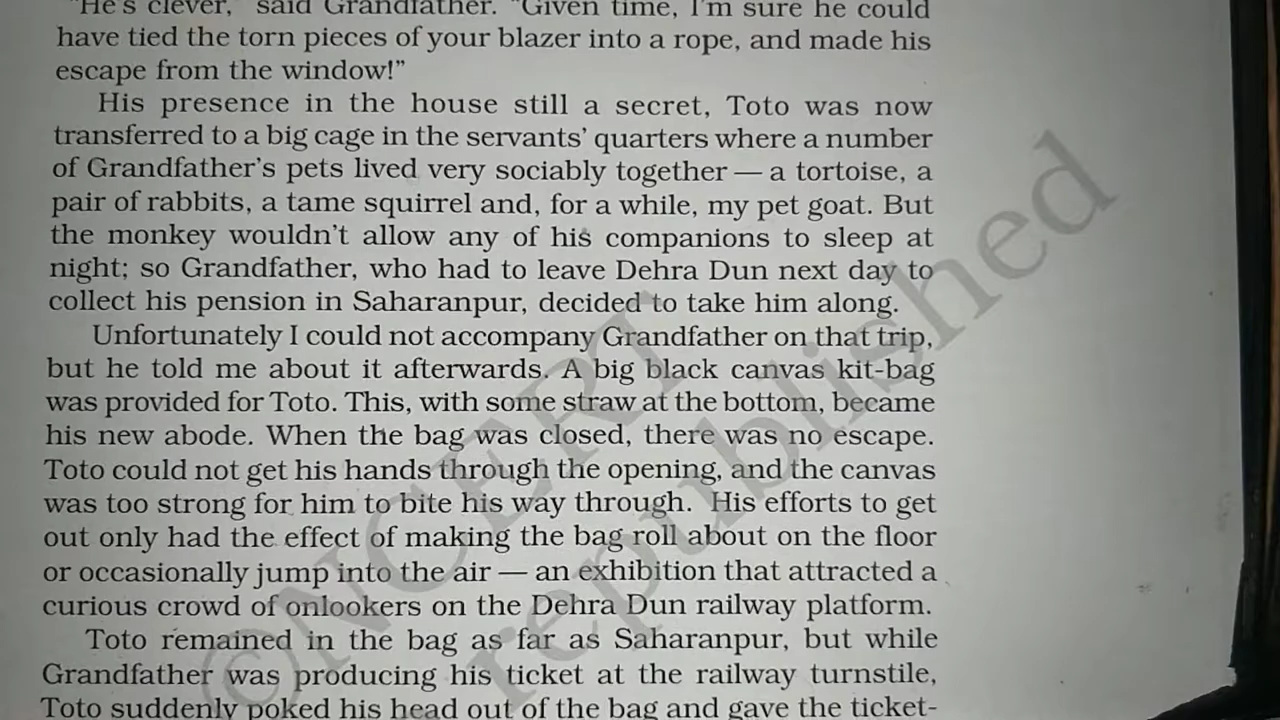 "He's clever," said Grandfather. "Given time, I'm sure he could
have tied the torn pieces of your blazer into a rope, and made his
escape from the window!"
His presence in the house still a secret, Toto was now
transferred to a big cage in the servants' quarters where a number
of Grandfather's pets lived very sociably together — a tortoise, a
pair of rabbits, a tame squirrel and, for a while, my pet goat. But
the monkey wouldn't allow any of his companions to sleep at
night; so Grandfather, who had to leave Dehra Dun next day to
collect his pension in Saharanpur, decided to take him along.
Unfortunately I could not accompany Grandfather on that trip,
but he told me about it afterwards. A big black canvas kit-bag
was provided for Toto. This, with some straw at the bottom, became
his new abode. When the bag was closed, there was no escape.
Toto could not get his hands through the opening, and the canvas
was too strong for him to bite his way through. His efforts to get
out only had the effect of making the bag roll about on the floor
or occasionally jump into the air — an exhibition that attracted a
curious crowd of onlookers on the Dehra Dun railway platform.
Toto remained in the bag as far as Saharanpur, but while
Grandfather was producing his ticket at the railway turnstile,
Toto suddenly poked his head out of the bag and gave the ticket-
© NCERT
republished